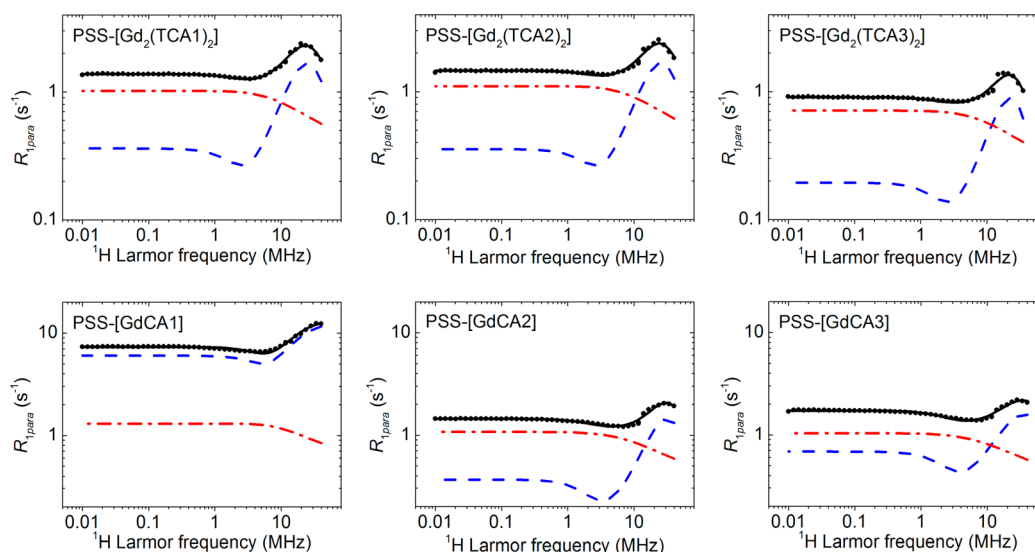 PSS-[Gd2(TCA1)2]
R1para (s-1)
1
0.1
0.01 0.1 1 10
1H Larmor frequency (MHz)
PSS-[Gd2(TCA2)2]
1
0.1
0.01 0.1 1 10
1H Larmor frequency (MHz)
PSS-[Gd2(TCA3)2]
1
0.1
0.01 0.1 1 10
1H Larmor frequency (MHz)
PSS-[GdCA1]
R1para (s-1)
10
1
0.01 0.1 1 10
1H Larmor frequency (MHz)
PSS-[GdCA2]
R1para (s-1)
10
1
0.01 0.1 1 10
1H Larmor frequency (MHz)
PSS-[GdCA3]
R1para (s-1)
10
1
0.01 0.1 1 10
1H Larmor frequency (MHz)